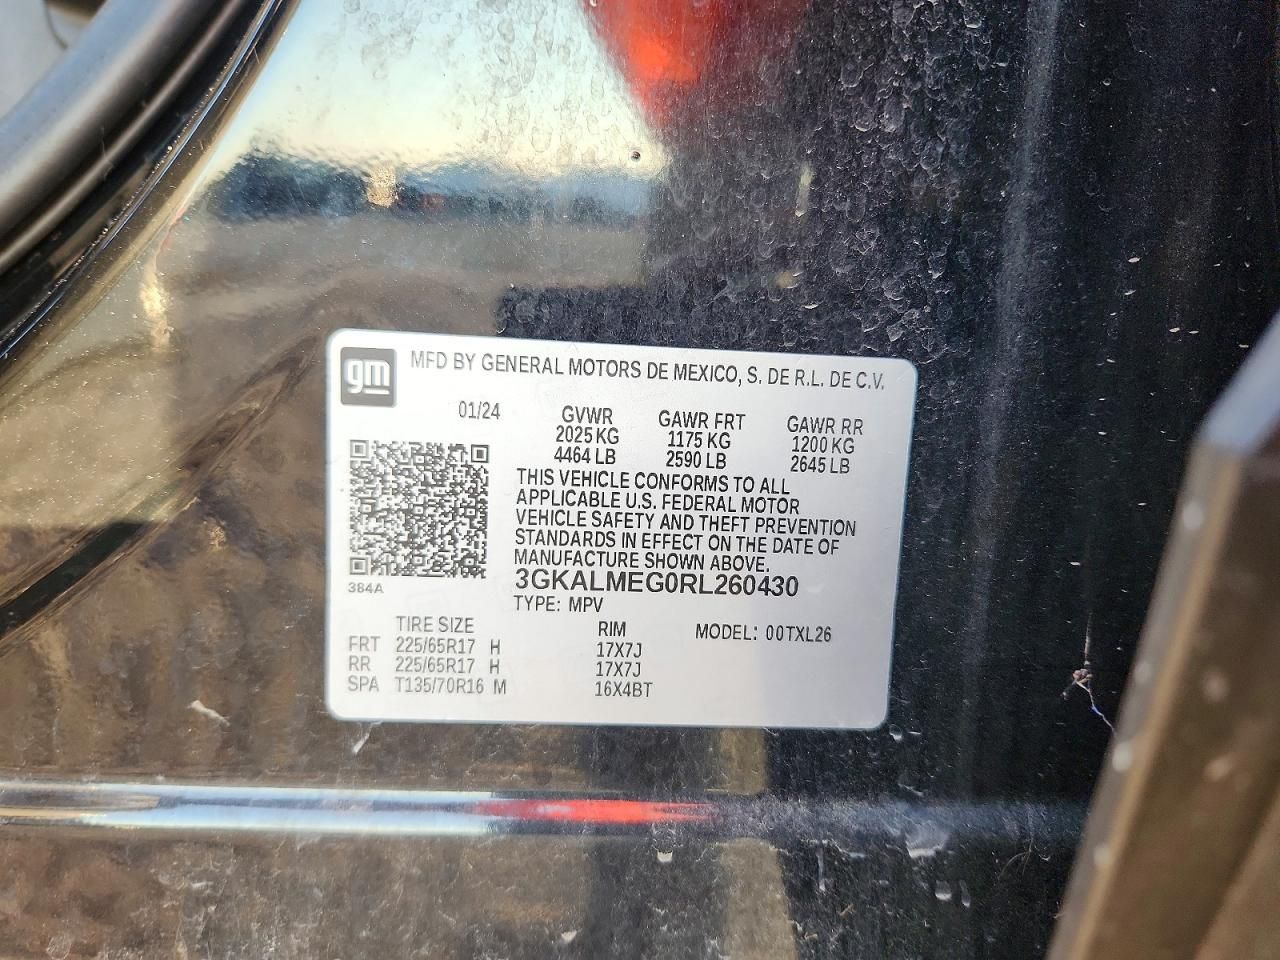 gm
MFD BY GENERAL MOTORS DE MEXICO, S. DE R.L. DE C.V.
01/24 GVWR GAWR FRT GAWR RR
2025 KG 1175 KG 1200 KG
4464 LB 2590 LB 2645 LB
THIS VEHICLE CONFORMS TO ALL
APPLICABLE U.S. FEDERAL MOTOR
VEHICLE SAFETY AND THEFT PREVENTION
STANDARDS IN EFFECT ON THE DATE OF
MANUFACTURE SHOWN ABOVE.
384A
3GKALMEG0RL260430
TYPE: MPV
TIRE SIZE RIM MODEL: 00TXL26
FRT 225/65R17 H 17X7J
RR 225/65R17 H 17X7J
SPA T135/70R16 M 16X4BT